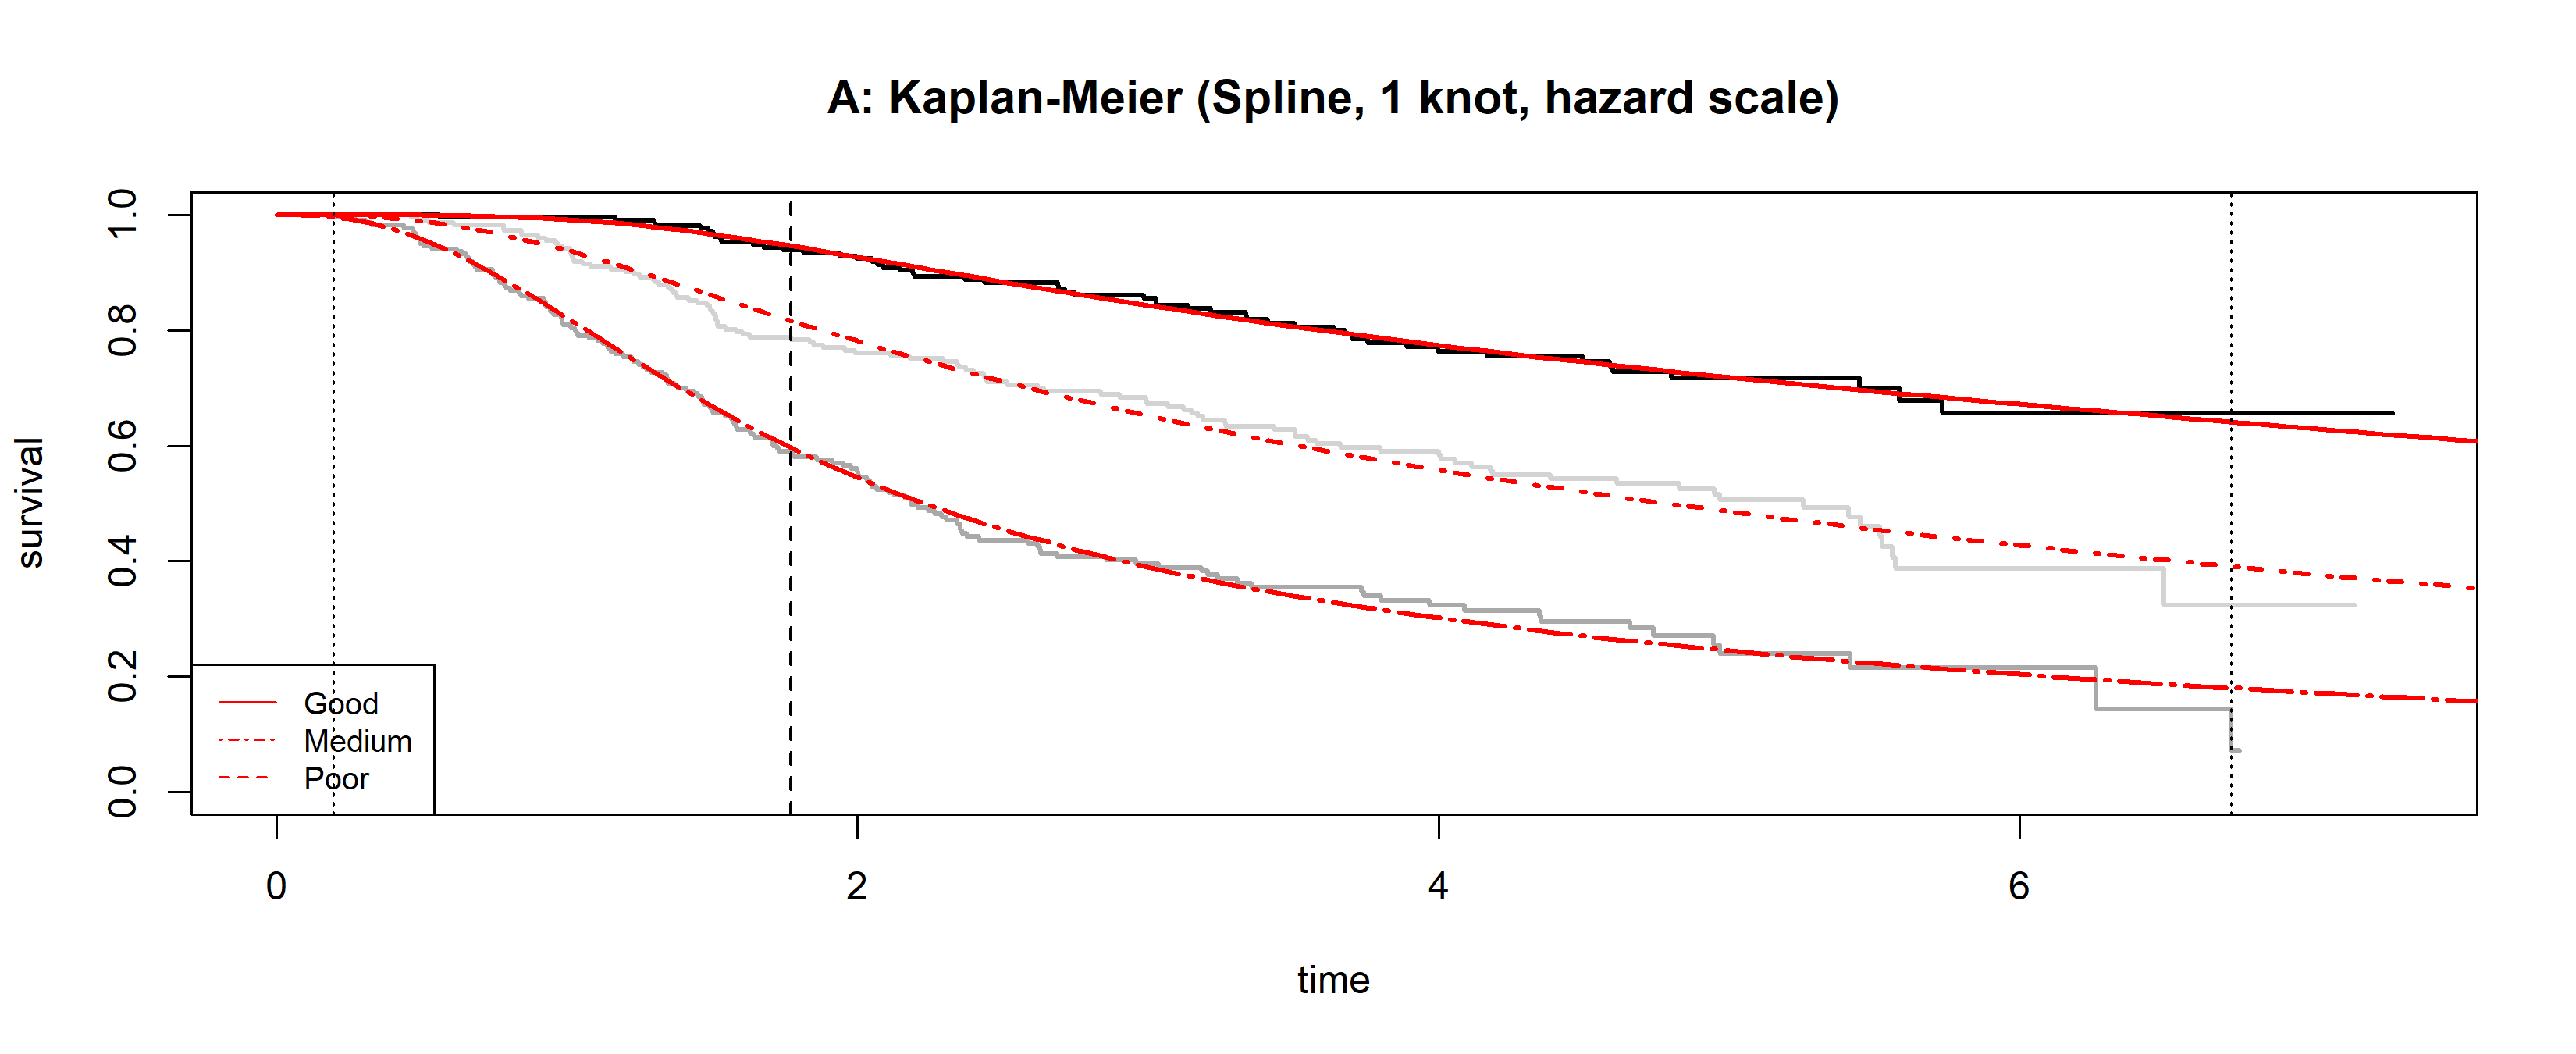 A: Kaplan-Meier (Spline, 1 knot, hazard scale)
survival
1.0
0.8
0.6
0.4
0.2
0.0
Good
Medium
Poor
0 2 4 6
time